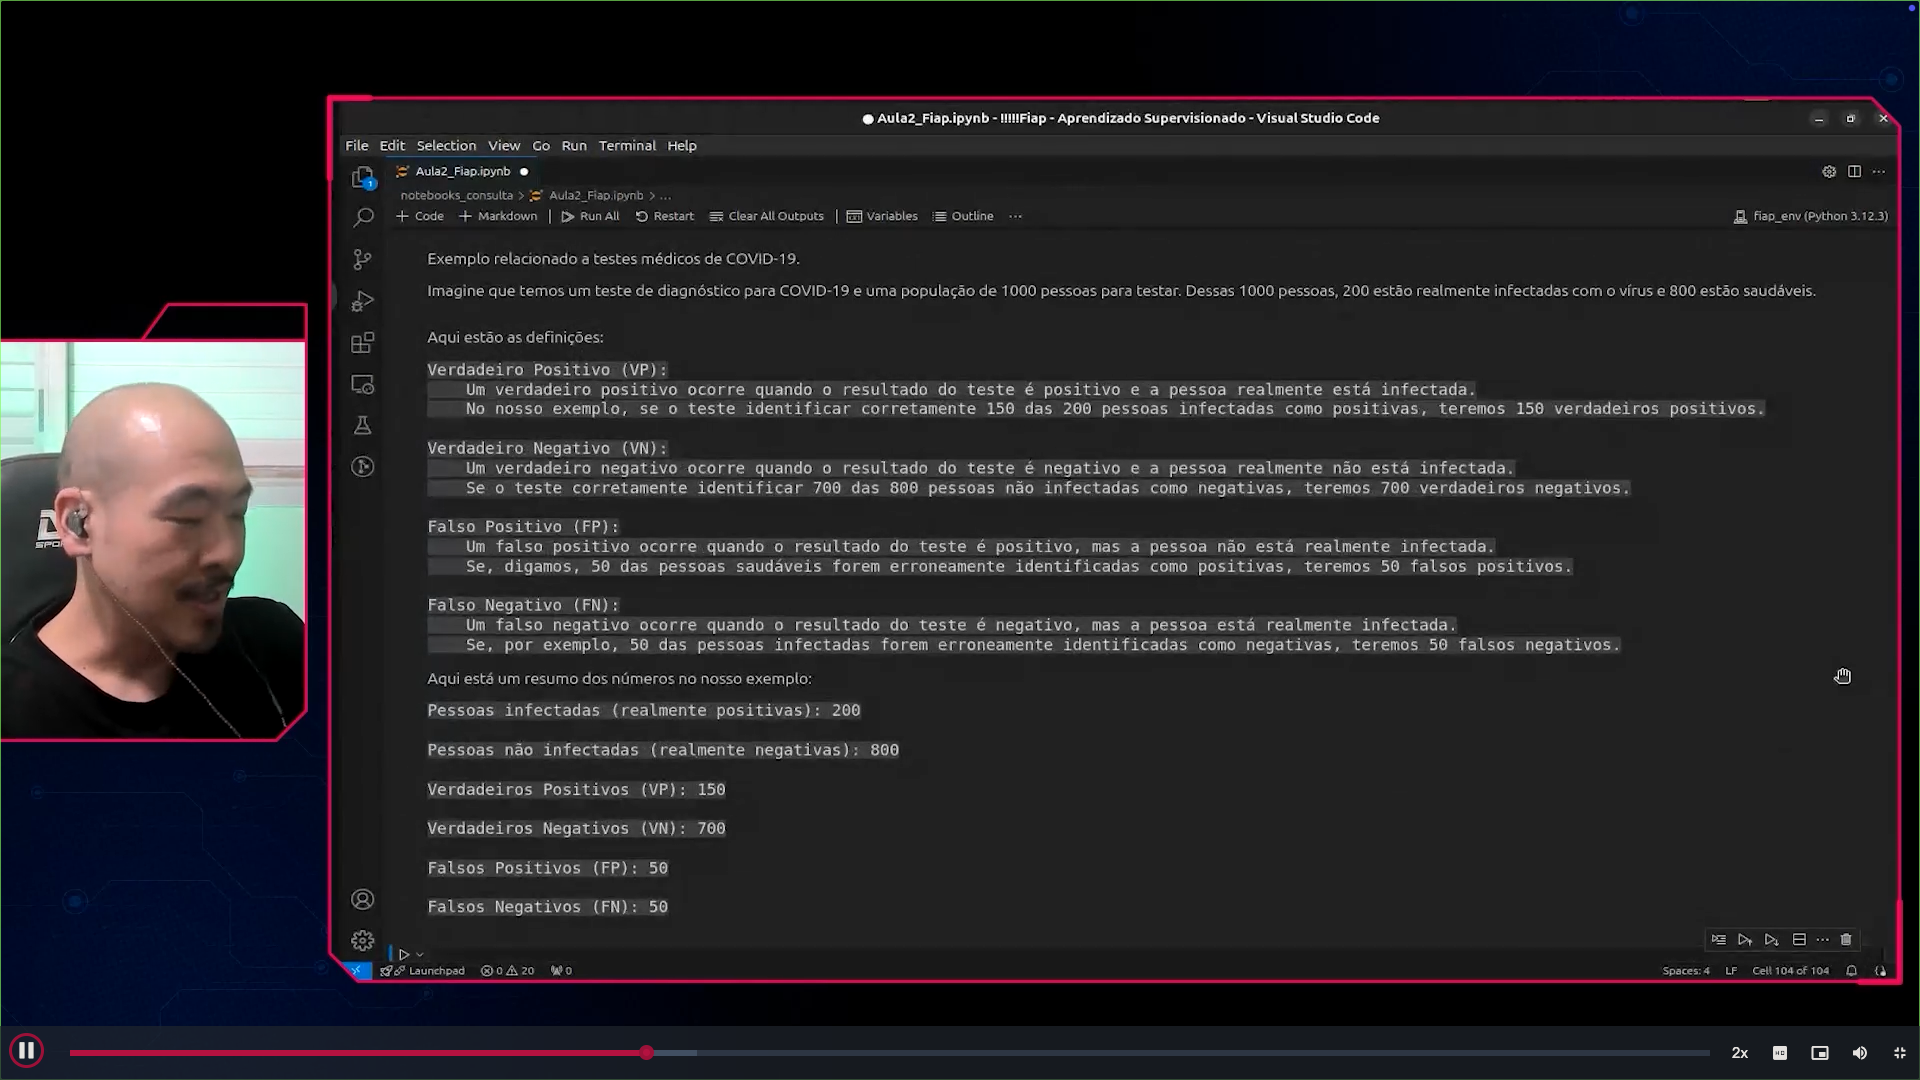 Aula2_Fiap.ipynb - !!!!!Fiap - Aprendizado Supervisionado - Visual Studio Code
File Edit Selection View Go Run Terminal Help
Aula2_Fiap.ipynb
1
notebooks_consulta > Aula2_Fiap.ipynb > ...
+ Code + Markdown | Run All Restart Clear All Outputs | Variables Outline ...
fiap_env (Python 3.12.3)
Exemplo relacionado a testes médicos de COVID-19.
Imagine que temos um teste de diagnóstico para COVID-19 e uma população de 1000 pessoas para testar. Dessas 1000 pessoas, 200 estão realmente infectadas com o vírus e 800 estão saudáveis.
Aqui estão as definições:
Verdadeiro Positivo (VP):
Um verdadeiro positivo ocorre quando o resultado do teste é positivo e a pessoa realmente está infectada.
No nosso exemplo, se o teste identificar corretamente 150 das 200 pessoas infectadas como positivas, teremos 150 verdadeiros positivos.
Verdadeiro Negativo (VN):
Um verdadeiro negativo ocorre quando o resultado do teste é negativo e a pessoa realmente não está infectada.
Se o teste corretamente identificar 700 das 800 pessoas não infectadas como negativas, teremos 700 verdadeiros negativos.
Falso Positivo (FP):
Um falso positivo ocorre quando o resultado do teste é positivo, mas a pessoa não está realmente infectada.
Se, digamos, 50 das pessoas saudáveis forem erroneamente identificadas como positivas, teremos 50 falsos positivos.
Falso Negativo (FN):
Um falso negativo ocorre quando o resultado do teste é negativo, mas a pessoa está realmente infectada.
Se, por exemplo, 50 das pessoas infectadas forem erroneamente identificadas como negativas, teremos 50 falsos negativos.
Aqui está um resumo dos números no nosso exemplo:
Pessoas infectadas (realmente positivas): 200
Pessoas não infectadas (realmente negativas): 800
Verdadeiros Positivos (VP): 150
Verdadeiros Negativos (VN): 700
Falsos Positivos (FP): 50
Falsos Negativos (FN): 50
Launchpad 0 20 0
Spaces: 4 LF Cell 104 of 104
2x
HD